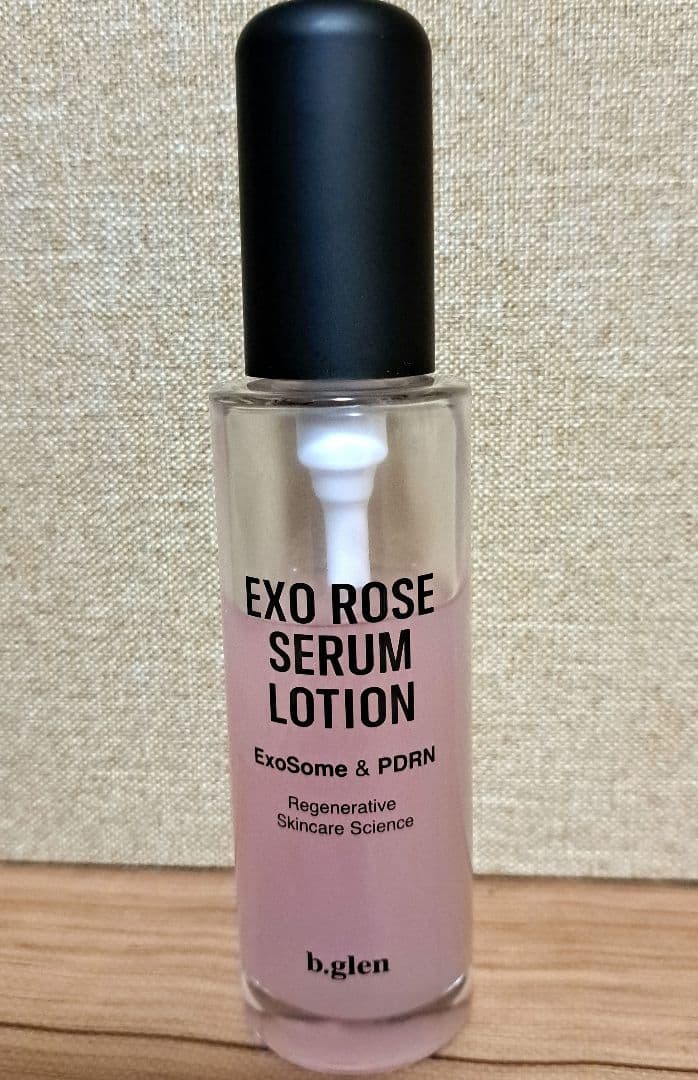 EXO ROSE
SERUM
LOTION
ExoSome & PDRN
Regenerative
Skincare Science
b.glen